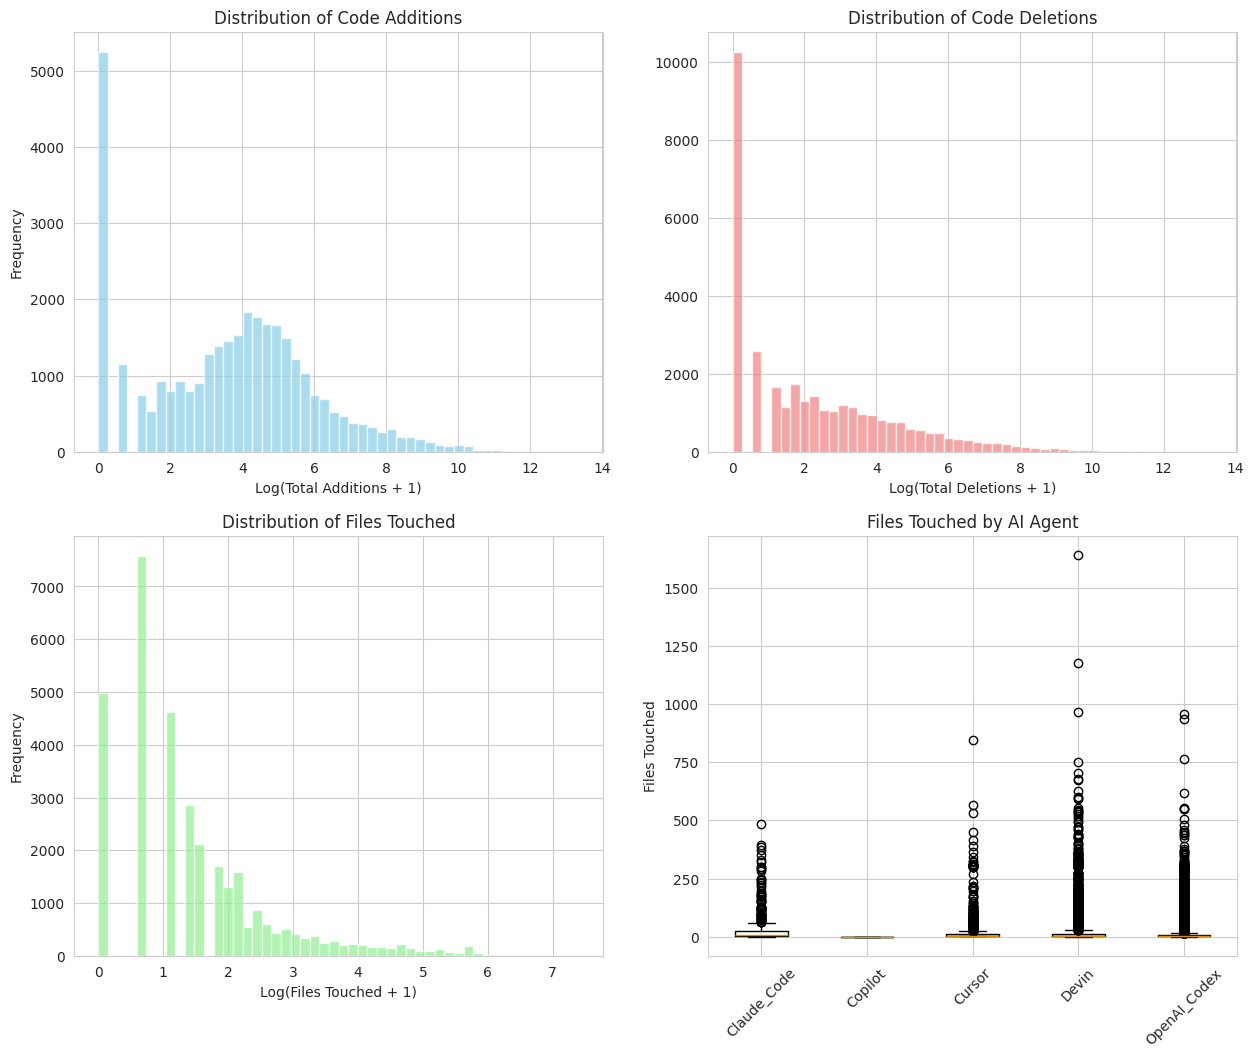 Distribution of Code Additions
Frequency
5000
4000
3000
2000
1000
0
0 2 4 6 8 10 12 14
Log(Total Additions + 1)
Distribution of Code Deletions
10000
8000
6000
4000
2000
0
0 2 4 6 8 10 12 14
Log(Total Deletions + 1)
Distribution of Files Touched
Frequency
7000
6000
5000
4000
3000
2000
1000
0
0 1 2 3 4 5 6 7
Log(Files Touched + 1)
Files Touched by AI Agent
Files Touched
1500
1250
1000
750
500
250
0
Claude_Code Copilot Cursor Devin OpenAI_Codex